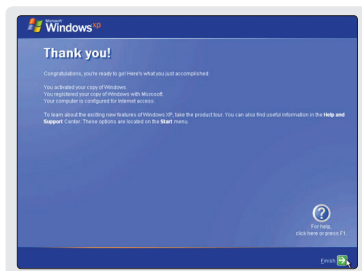 Microsoft
Windows xp
Thank you!
Congratulations, you're ready to go! Here's what you just accomplished:
You activated your copy of Windows.
You registered your copy of Windows with Microsoft.
Your computer is configured for Internet access.
To learn about the exciting new features of Windows XP, take the product tour. You can also find useful information in the Help and
Support Center. These options are located on the Start menu.
For help,
click here or press F1.
Finish